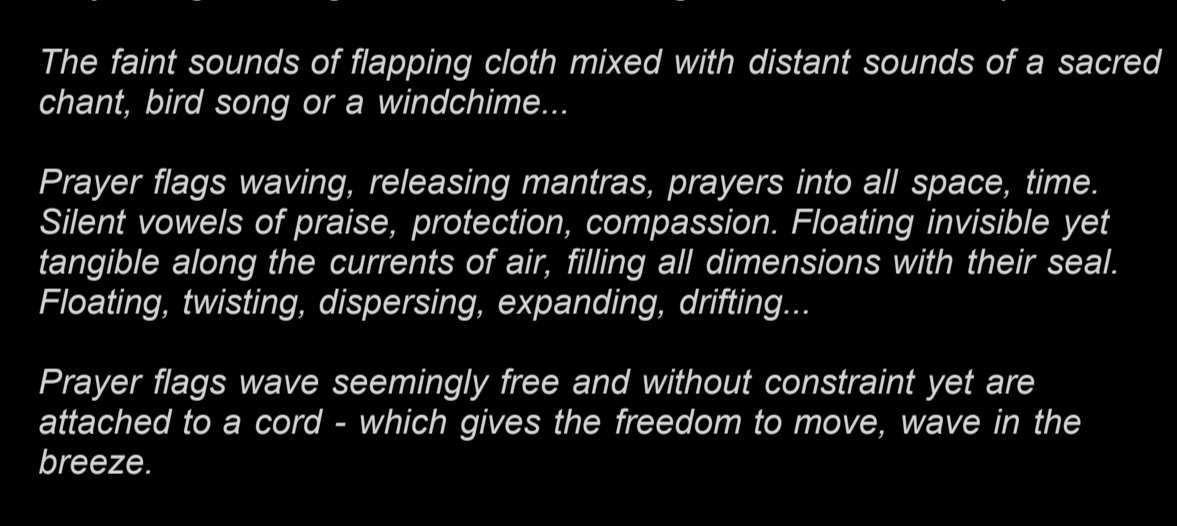 The faint sounds of flapping cloth mixed with distant sounds of a sacred
chant, bird song or a windchime...
Prayer flags waving, releasing mantras, prayers into all space, time.
Silent vowels of praise, protection, compassion. Floating invisible yet
tangible along the currents of air, filling all dimensions with their seal.
Floating, twisting, dispersing, expanding, drifting...
Prayer flags wave seemingly free and without constraint yet are
attached to a cord - which gives the freedom to move, wave in the
breeze.